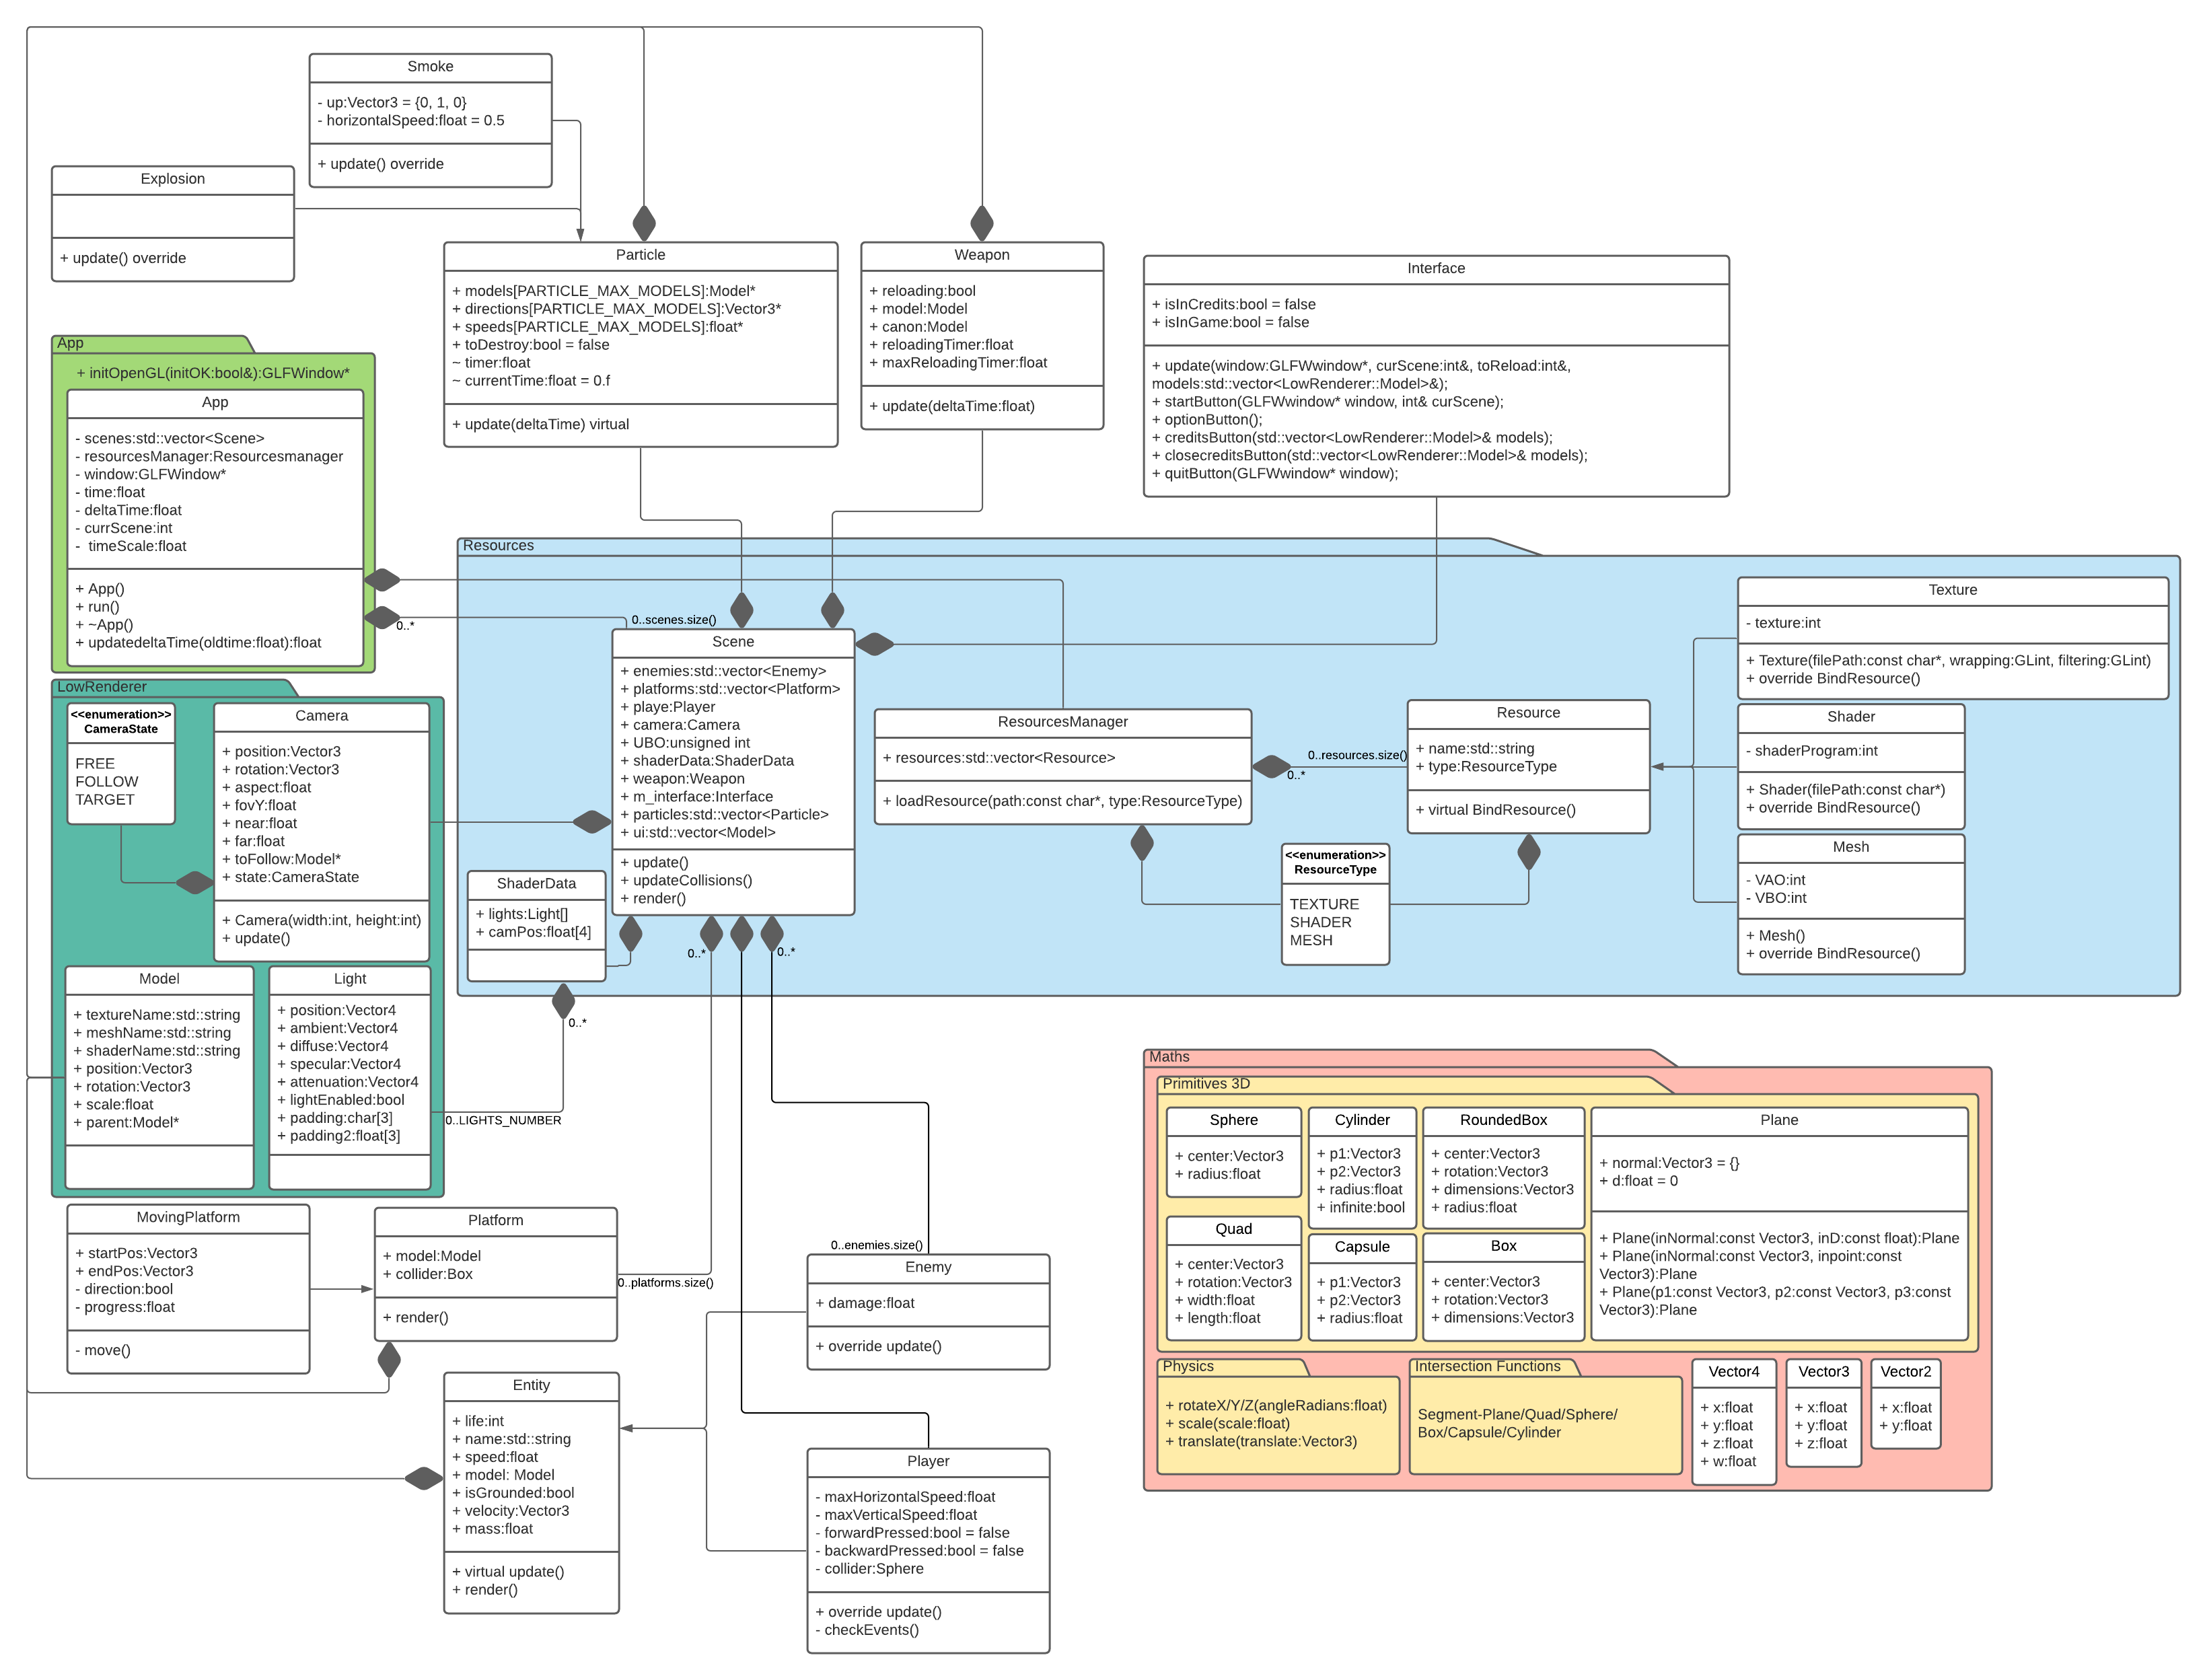 Smoke
- up:Vector3 = {0, 1, 0}
- horizontalSpeed:float = 0.5
+ update() override
Explosion
+ update() override
Particle
+ models[PARTICLE_MAX_MODELS]:Model*
+ directions[PARTICLE_MAX_MODELS]:Vector3*
+ speeds[PARTICLE_MAX_MODELS]:float*
+ toDestroy:bool = false
~ timer:float
~ currentTime:float = 0.f
+ update(deltaTime) virtual
Weapon
+ reloading:bool
+ model:Model
+ canon:Model
+ reloadingTimer:float
+ maxReloadingTimer:float
+ update(deltaTime:float)
Interface
+ isInCredits:bool = false
+ isInGame:bool = false
+ update(window:GLFWwindow*, curScene:int&, toReload:int&,
models:std::vector<LowRenderer::Model>&);
+ startButton(GLFWwindow* window, int& curScene);
+ optionButton();
+ creditsButton(std::vector<LowRenderer::Model>& models);
+ closecreditsButton(std::vector<LowRenderer::Model>& models);
+ quitButton(GLFWwindow* window);
App
+ initOpenGL(initOK:bool&):GLFWindow*
App
- scenes:std::vector<Scene>
- resourcesManager:Resourcesmanager
- window:GLFWindow*
- time:float
- deltaTime:float
- currScene:int
-  timeScale:float
+ App()
+ run()
+ ~App()
+ updatedeltaTime(oldtime:float):float
0..*
Resources
0..scenes.size()
Scene
+ enemies:std::vector<Enemy>
+ platforms:std::vector<Platform>
+ playe:Player
+ camera:Camera
+ UBO:unsigned int
+ shaderData:ShaderData
+ weapon:Weapon
+ m_interface:Interface
+ particles:std::vector<Particle>
+ ui:std::vector<Model>
+ update()
+ updateCollisions()
+ render()
0..*
0..*
ShaderData
+ lights:Light[]
+ camPos:float[4]
0..*
ResourcesManager
+ resources:std::vector<Resource>
+ loadResource(path:const char*, type:ResourceType)
0..*
0..resources.size()
Resource
+ name:std::string
+ type:ResourceType
+ virtual BindResource()
<<enumeration>>
ResourceType
TEXTURE
SHADER
MESH
Texture
- texture:int
+ Texture(filePath:const char*, wrapping:GLint, filtering:GLint)
+ override BindResource()
Shader
- shaderProgram:int
+ Shader(filePath:const char*)
+ override BindResource()
Mesh
- VAO:int
- VBO:int
+ Mesh()
+ override BindResource()
LowRenderer
<<enumeration>>
CameraState
FREE
FOLLOW
TARGET
Camera
+ position:Vector3
+ rotation:Vector3
+ aspect:float
+ fovY:float
+ near:float
+ far:float
+ toFollow:Model*
+ state:CameraState
+ Camera(width:int, height:int)
+ update()
Model
+ textureName:std::string
+ meshName:std::string
+ shaderName:std::string
+ position:Vector3
+ rotation:Vector3
+ scale:float
+ parent:Model*
Light
+ position:Vector4
+ ambient:Vector4
+ diffuse:Vector4
+ specular:Vector4
+ attenuation:Vector4
+ lightEnabled:bool
+ padding:char[3]
+ padding2:float[3]
0..LIGHTS_NUMBER
MovingPlatform
+ startPos:Vector3
+ endPos:Vector3
- direction:bool
- progress:float
- move()
Platform
+ model:Model
+ collider:Box
+ render()
0..platforms.size()
Entity
+ life:int
+ name:std::string
+ speed:float
+ model: Model
+ isGrounded:bool
+ velocity:Vector3
+ mass:float
+ virtual update()
+ render()
0..enemies.size()
Enemy
+ damage:float
+ override update()
Player
- maxHorizontalSpeed:float
- maxVerticalSpeed:float
- forwardPressed:bool = false
- backwardPressed:bool = false
- collider:Sphere
+ override update()
- checkEvents()
Maths
Primitives 3D
Sphere
+ center:Vector3
+ radius:float
Cylinder
+ p1:Vector3
+ p2:Vector3
+ radius:float
+ infinite:bool
RoundedBox
+ center:Vector3
+ rotation:Vector3
+ dimensions:Vector3
+ radius:float
Plane
+ normal:Vector3 = {}
+ d:float = 0
+ Plane(inNormal:const Vector3, inD:const float):Plane
+ Plane(inNormal:const Vector3, inpoint:const
Vector3):Plane
+ Plane(p1:const Vector3, p2:const Vector3, p3:const
Vector3):Plane
Quad
+ center:Vector3
+ rotation:Vector3
+ width:float
+ length:float
Capsule
+ p1:Vector3
+ p2:Vector3
+ radius:float
Box
+ center:Vector3
+ rotation:Vector3
+ dimensions:Vector3
Physics
+ rotateX/Y/Z(angleRadians:float)
+ scale(scale:float)
+ translate(translate:Vector3)
Intersection Functions
Segment-Plane/Quad/Sphere/
Box/Capsule/Cylinder
Vector4
+ x:float
+ y:float
+ z:float
+ w:float
Vector3
+ x:float
+ y:float
+ z:float
Vector2
+ x:float
+ y:float